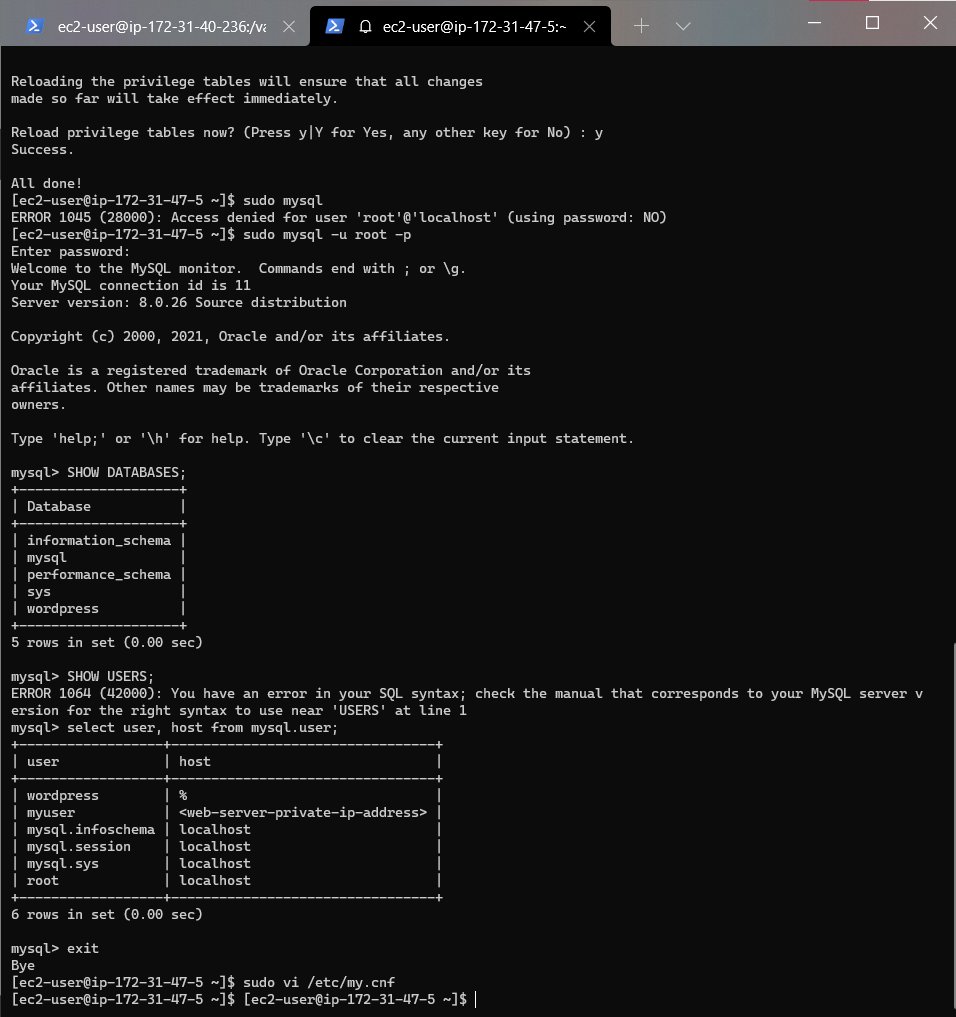 ec2-user@ip-172-31-40-236:/va
ec2-user@ip-172-31-47-5:~
Reloading the privilege tables will ensure that all changes
made so far will take effect immediately.
Reload privilege tables now? (Press y|Y for Yes, any other key for No) : y
Success.
All done!
[ec2-user@ip-172-31-47-5 ~]$ sudo mysql
ERROR 1045 (28000): Access denied for user 'root'@'localhost' (using password: NO)
[ec2-user@ip-172-31-47-5 ~]$ sudo mysql -u root -p
Enter password:
Welcome to the MySQL monitor.  Commands end with ; or \g.
Your MySQL connection id is 11
Server version: 8.0.26 Source distribution
Copyright (c) 2000, 2021, Oracle and/or its affiliates.
Oracle is a registered trademark of Oracle Corporation and/or its
affiliates. Other names may be trademarks of their respective
owners.
Type 'help;' or '\h' for help. Type '\c' to clear the current input statement.
mysql> SHOW DATABASES;
+--------------------+
| Database           |
+--------------------+
| information_schema |
| mysql              |
| performance_schema |
| sys                |
| wordpress          |
+--------------------+
5 rows in set (0.00 sec)
mysql> SHOW USERS;
ERROR 1064 (42000): You have an error in your SQL syntax; check the manual that corresponds to your MySQL server v
ersion for the right syntax to use near 'USERS' at line 1
mysql> select user, host from mysql.user;
+------------------+---------------------------------+
| user             | host                            |
+------------------+---------------------------------+
| wordpress        | %                               |
| myuser           | <web-server-private-ip-address> |
| mysql.infoschema | localhost                       |
| mysql.session    | localhost                       |
| mysql.sys        | localhost                       |
| root             | localhost                       |
+------------------+---------------------------------+
6 rows in set (0.00 sec)
mysql> exit
Bye
[ec2-user@ip-172-31-47-5 ~]$ sudo vi /etc/my.cnf
[ec2-user@ip-172-31-47-5 ~]$ [ec2-user@ip-172-31-47-5 ~]$